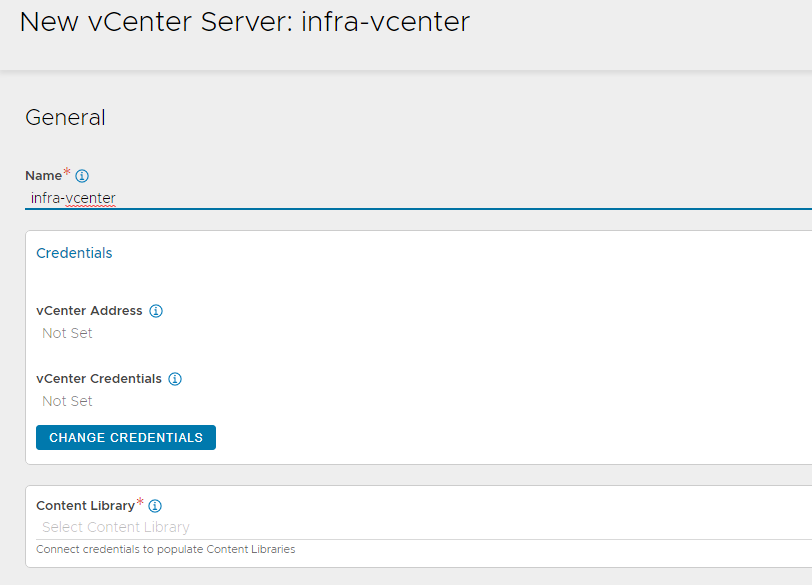 New vCenter Server: infra-vcenter
General
Name*
infra-vcenter
Credentials
vCenter Address
Not Set
vCenter Credentials
Not Set
CHANGE CREDENTIALS
Content Library*
Select Content Library
Connect credentials to populate Content Libraries